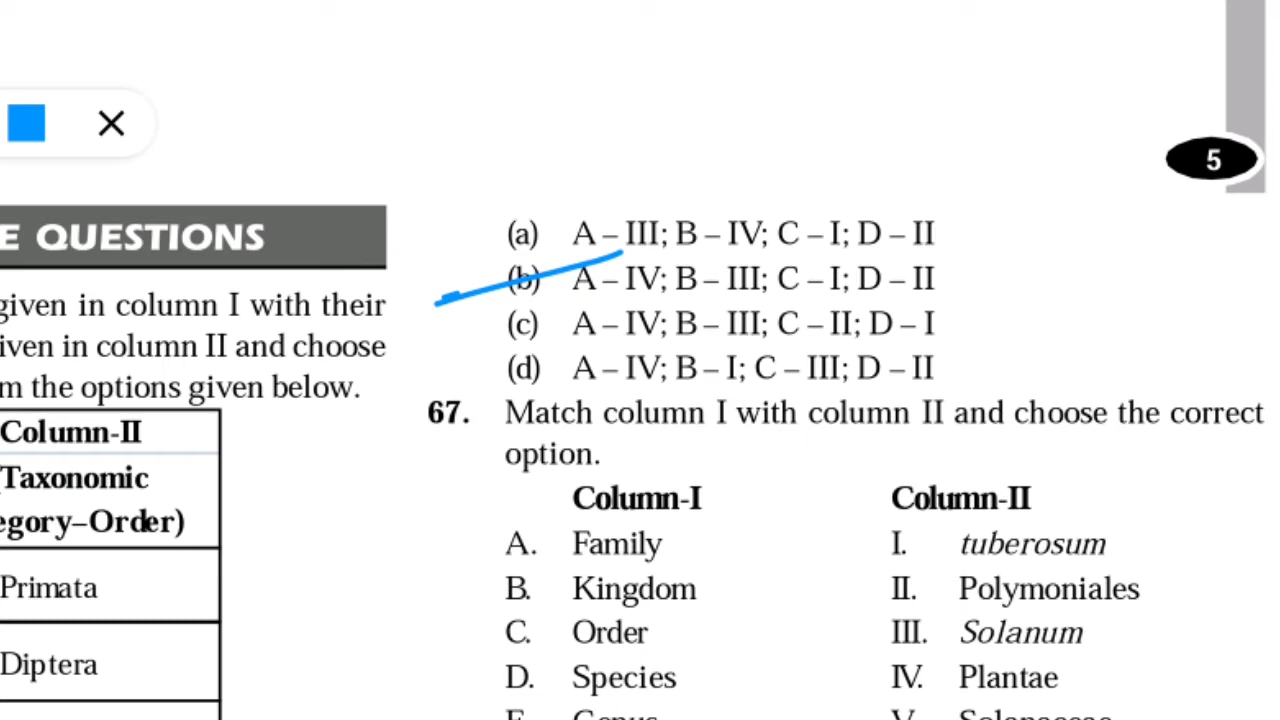 5
E QUESTIONS
given in column I with their
iven in column II and choose
m the options given below.
Column-II
Taxonomic
egory–Order)
Primata
Diptera
(a) A – III; B – IV; C – I; D – II
(b) A – IV; B – III; C – I; D – II
(c) A – IV; B – III; C – II; D – I
(d) A – IV; B – I; C – III; D – II
67. Match column I with column II and choose the correct
option.
Column-I Column-II
A. Family I. tuberosum
B. Kingdom II. Polymoniales
C. Order III. Solanum
D. Species IV. Plantae
E. Genus V. Solanaceae